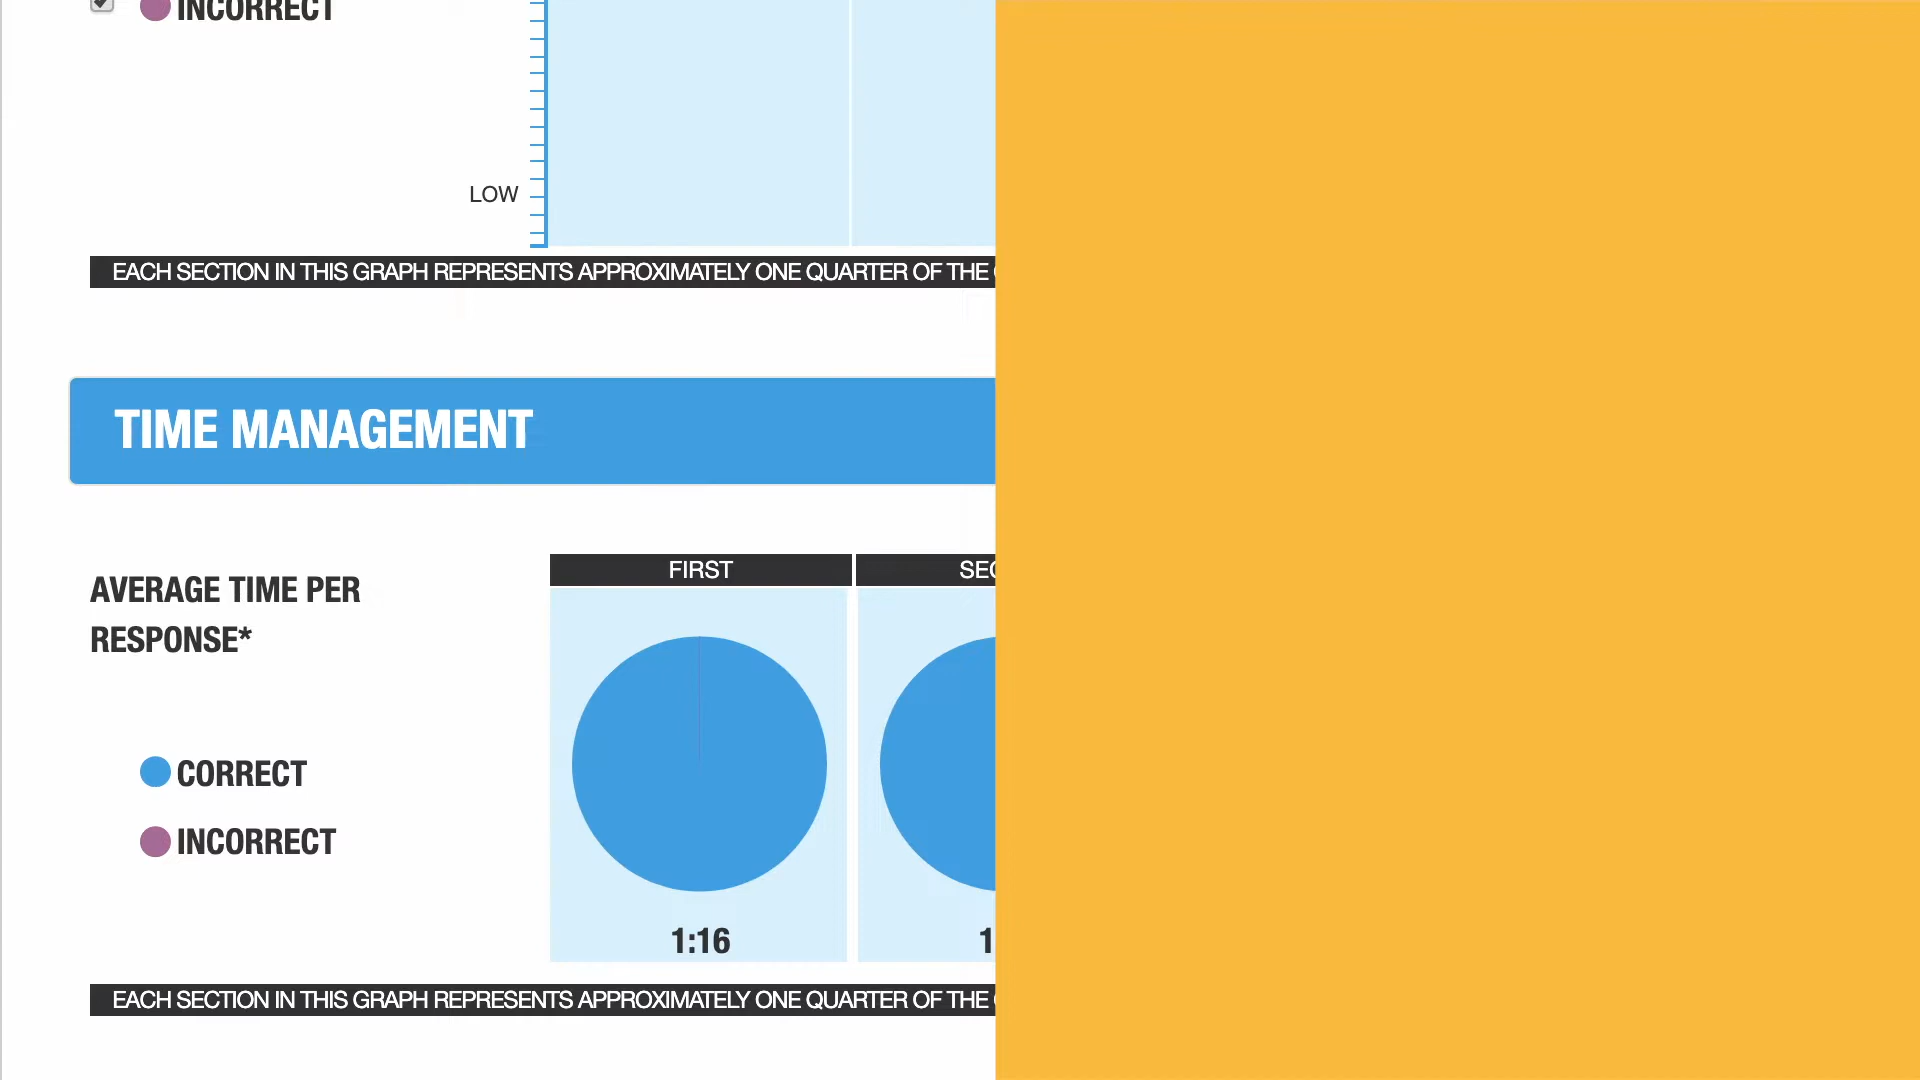 INCORRECT
LOW
EACH SECTION IN THIS GRAPH REPRESENTS APPROXIMATELY ONE QUARTER OF THE
TIME MANAGEMENT
FIRST
AVERAGE TIME PER
RESPONSE*
CORRECT
INCORRECT
1:16
EACH SECTION IN THIS GRAPH REPRESENTS APPROXIMATELY ONE QUARTER OF THE